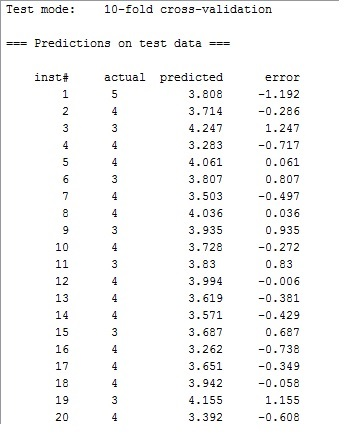 Test mode: 10-fold cross-validation
=== Predictions on test data ===
inst# actual predicted error
1 5 3.808 -1.192
2 4 3.714 -0.286
3 3 4.247 1.247
4 4 3.283 -0.717
5 4 4.061 0.061
6 3 3.807 0.807
7 4 3.503 -0.497
8 4 4.036 0.036
9 3 3.935 0.935
10 4 3.728 -0.272
11 3 3.83 0.83
12 4 3.994 -0.006
13 4 3.619 -0.381
14 4 3.571 -0.429
15 3 3.687 0.687
16 4 3.262 -0.738
17 4 3.651 -0.349
18 4 3.942 -0.058
19 3 4.155 1.155
20 4 3.392 -0.608